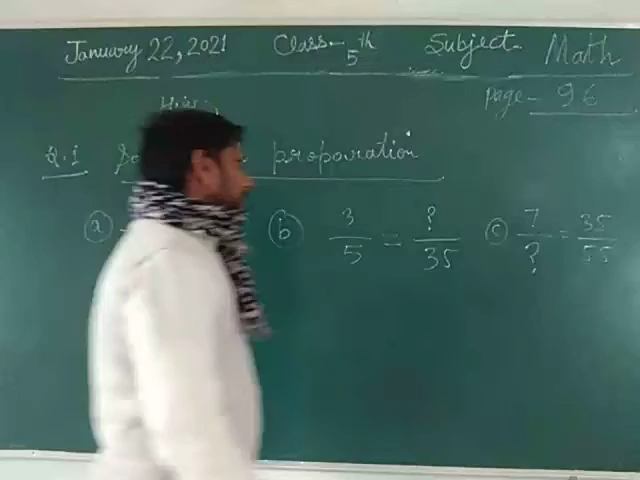 January 22, 2021 Class - 5th Subject - Math
Page - 96
Q.1 proporation
(a) (b) 3/5 = ?/35 (c) 7/? = 35/55